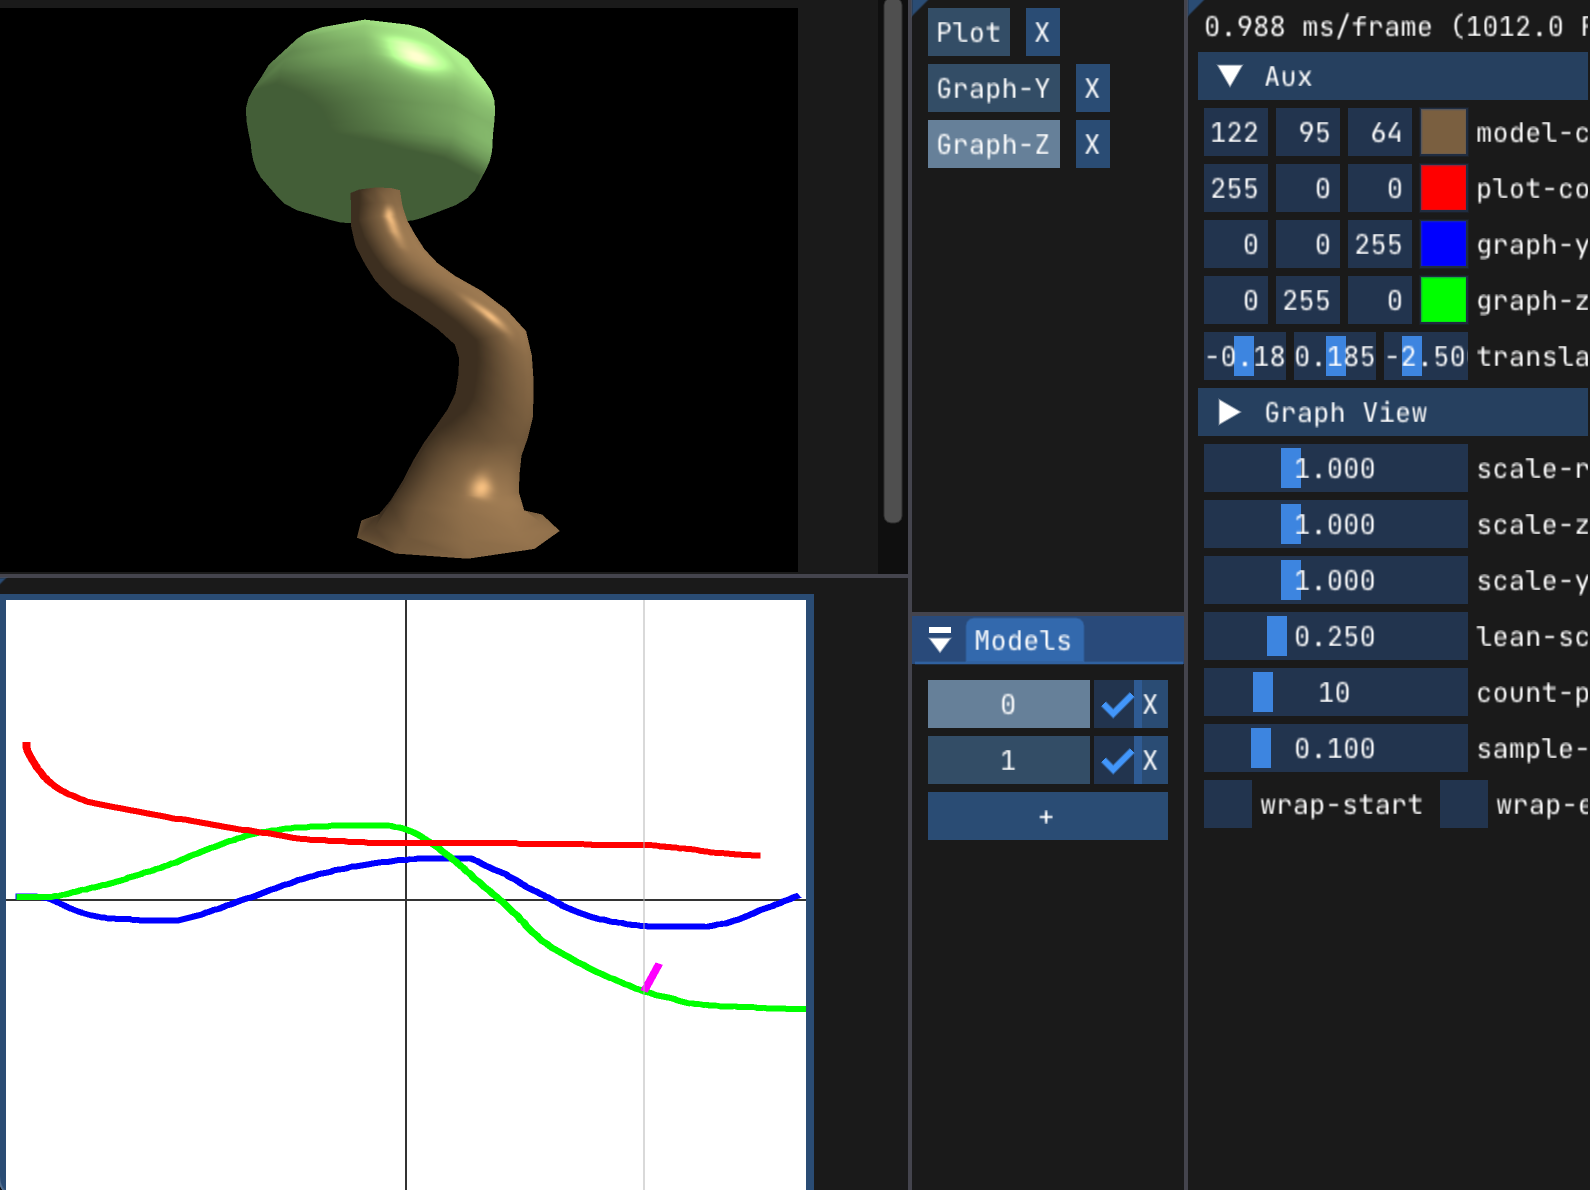 Plot X
Graph-Y X
Graph-Z X
Models
0 X
1 X
+
0.988 ms/frame (1012.0
Aux
122 95 64 model-c
255 0 0 plot-co
0 0 255 graph-y
0 255 0 graph-z
-0.18 0.185 -2.50 transla
Graph View
1.000 scale-r
1.000 scale-z
1.000 scale-y
0.250 lean-sc
10 count-p
0.100 sample-
wrap-start wrap-e